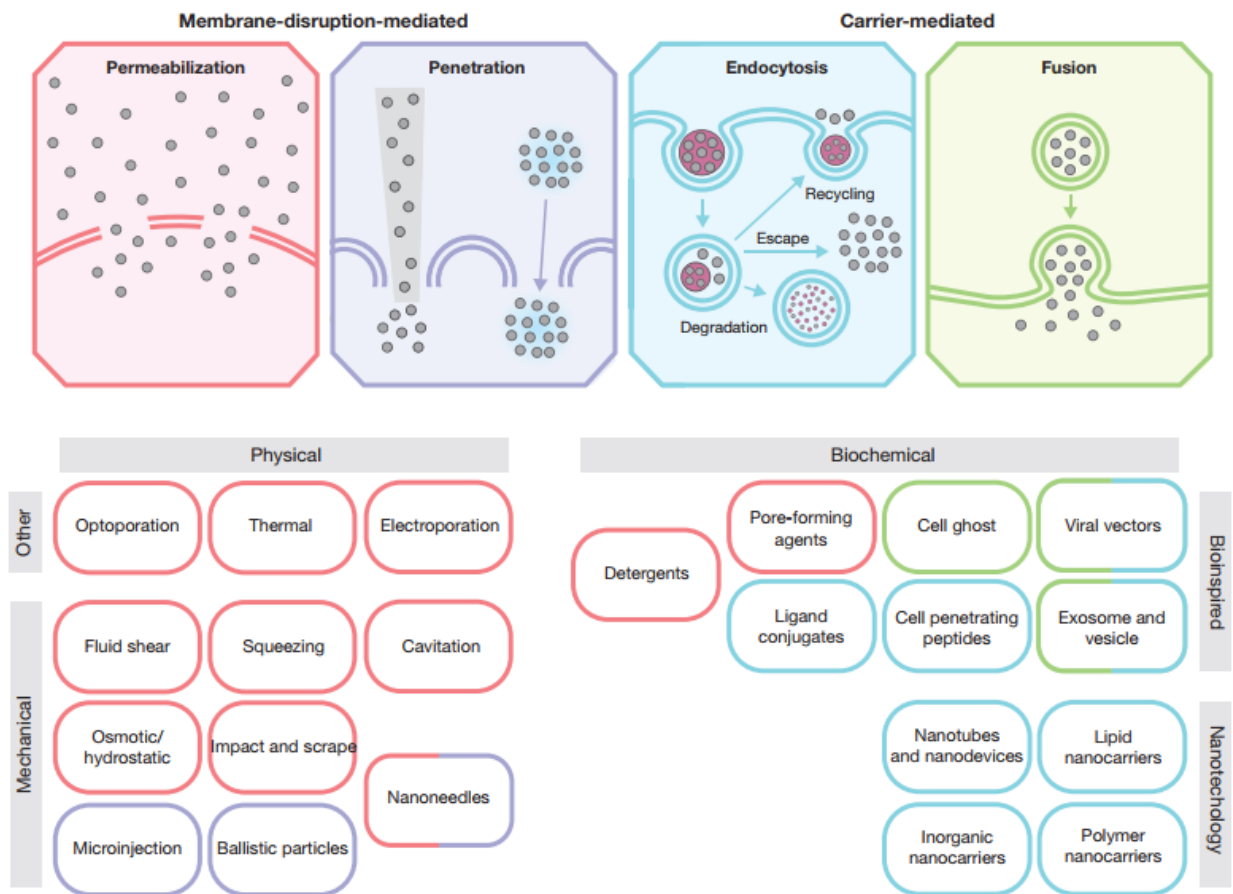 Membrane-disruption-mediated
Carrier-mediated
Permeabilization
Penetration
Endocytosis
Fusion
Recycling
Escape
Degradation
Physical
Biochemical
Other
Optoporation
Thermal
Electroporation
Mechanical
Fluid shear
Squeezing
Cavitation
Osmotic/
hydrostatic
Impact and scrape
Nanoneedles
Microinjection
Ballistic particles
Detergents
Pore-forming
agents
Cell ghost
Viral vectors
Bioinspired
Ligand
conjugates
Cell penetrating
peptides
Exosome and
vesicle
Nanotubes
and nanodevices
Lipid
nanocarriers
Nanotechology
Inorganic
nanocarriers
Polymer
nanocarriers